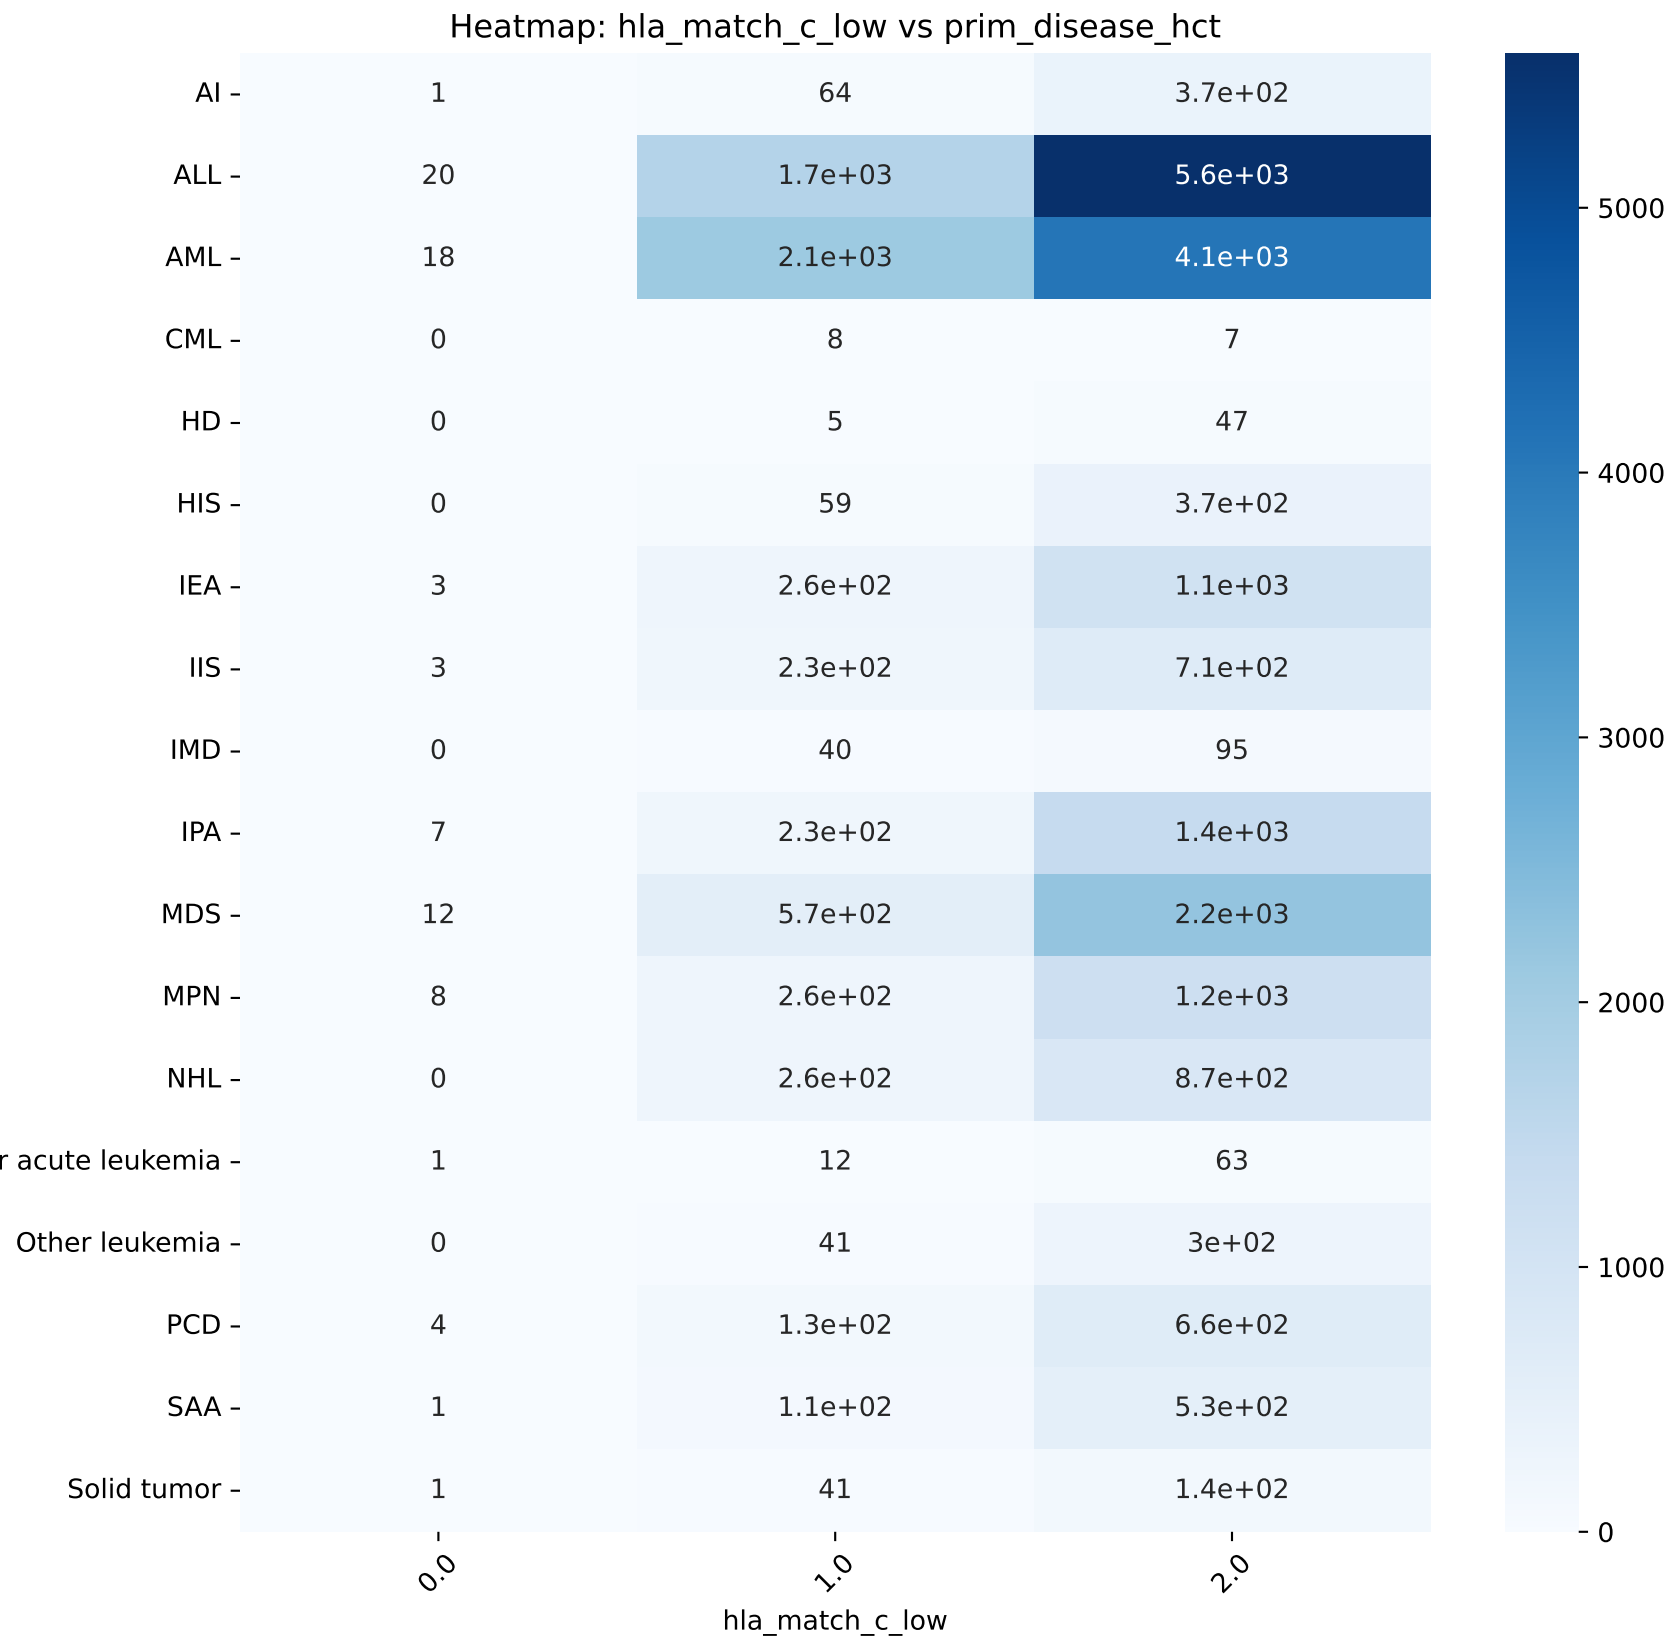 Heatmap: hla_match_c_low vs prim_disease_hct
AI 1 64 3.7e+02
ALL 20 1.7e+03 5.6e+03
AML 18 2.1e+03 4.1e+03
CML 0 8 7
HD 0 5 47
HIS 0 59 3.7e+02
IEA 3 2.6e+02 1.1e+03
IIS 3 2.3e+02 7.1e+02
IMD 0 40 95
IPA 7 2.3e+02 1.4e+03
MDS 12 5.7e+02 2.2e+03
MPN 8 2.6e+02 1.2e+03
NHL 0 2.6e+02 8.7e+02
r acute leukemia 1 12 63
Other leukemia 0 41 3e+02
PCD 4 1.3e+02 6.6e+02
SAA 1 1.1e+02 5.3e+02
Solid tumor 1 41 1.4e+02
0.0 1.0 2.0
hla_match_c_low
5000
4000
3000
2000
1000
0